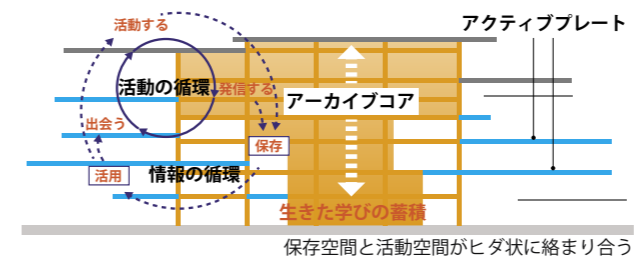 活動する
アクティブプレート
活動の循環
発信する
アーカイブコア
出会う
保存
活用
情報の循環
生きた学びの蓄積
保存空間と活動空間がヒダ状に絡まり合う